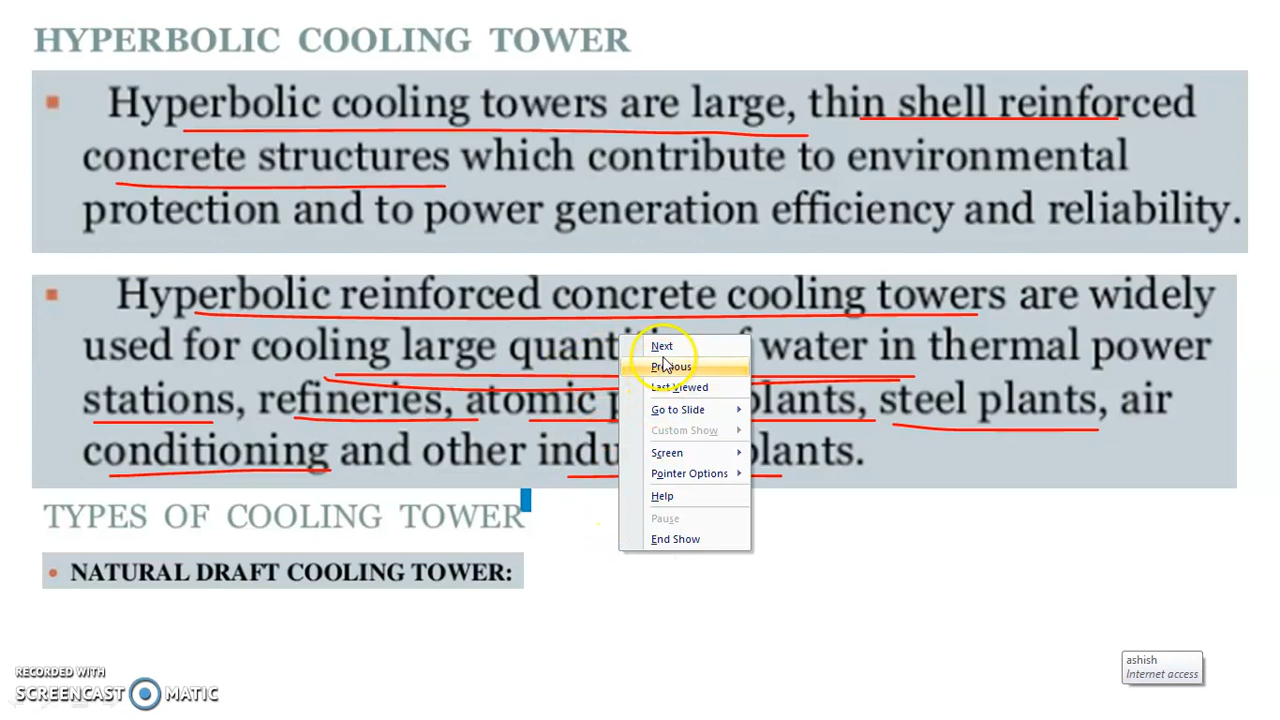 HYPERBOLIC COOLING TOWER
▪ Hyperbolic cooling towers are large, thin shell reinforced
concrete structures which contribute to environmental
protection and to power generation efficiency and reliability.
▪ Hyperbolic reinforced concrete cooling towers are widely
used for cooling large quanti f water in thermal power
stations, refineries, atomic p lants, steel plants, air
conditioning and other indu plants.
Next
Previous
Last Viewed
Go to Slide
Custom Show
Screen
Pointer Options
Help
Pause
End Show
TYPES OF COOLING TOWER
• NATURAL DRAFT COOLING TOWER:
ashish
Internet access
RECORDED WITH
SCREENCAST MATIC